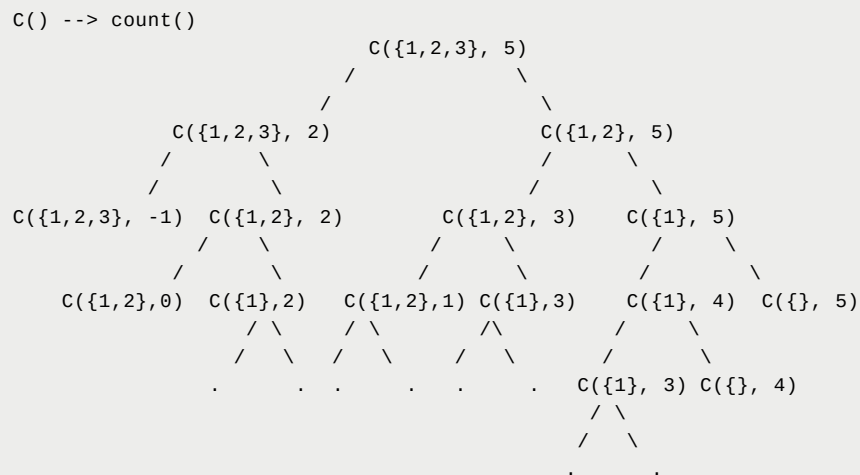 C() --> count()
C({1,2,3}, 5)
/ \
/ \
C({1,2,3}, 2) C({1,2}, 5)
/ \ / \
/ \ / \
C({1,2,3}, -1) C({1,2}, 2) C({1,2}, 3) C({1}, 5)
/ \ / \ / \
/ \ / \ / \
C({1,2},0) C({1},2) C({1,2},1) C({1},3) C({1}, 4) C({}, 5)
/ \ / \ /\ / \
/ \ / \ / \ / \
. . . . . . C({1}, 3) C({}, 4)
/ \
/ \
. .